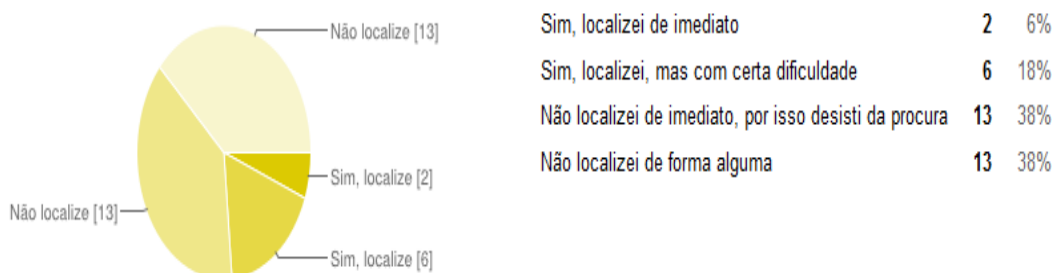 Não localize [13]
Sim, localize [2]
Não localize [13]
Sim, localize [6]
Sim, localizei de imediato 2 6%
Sim, localizei, mas com certa dificuldade 6 18%
Não localizei de imediato, por isso desisti da procura 13 38%
Não localizei de forma alguma 13 38%